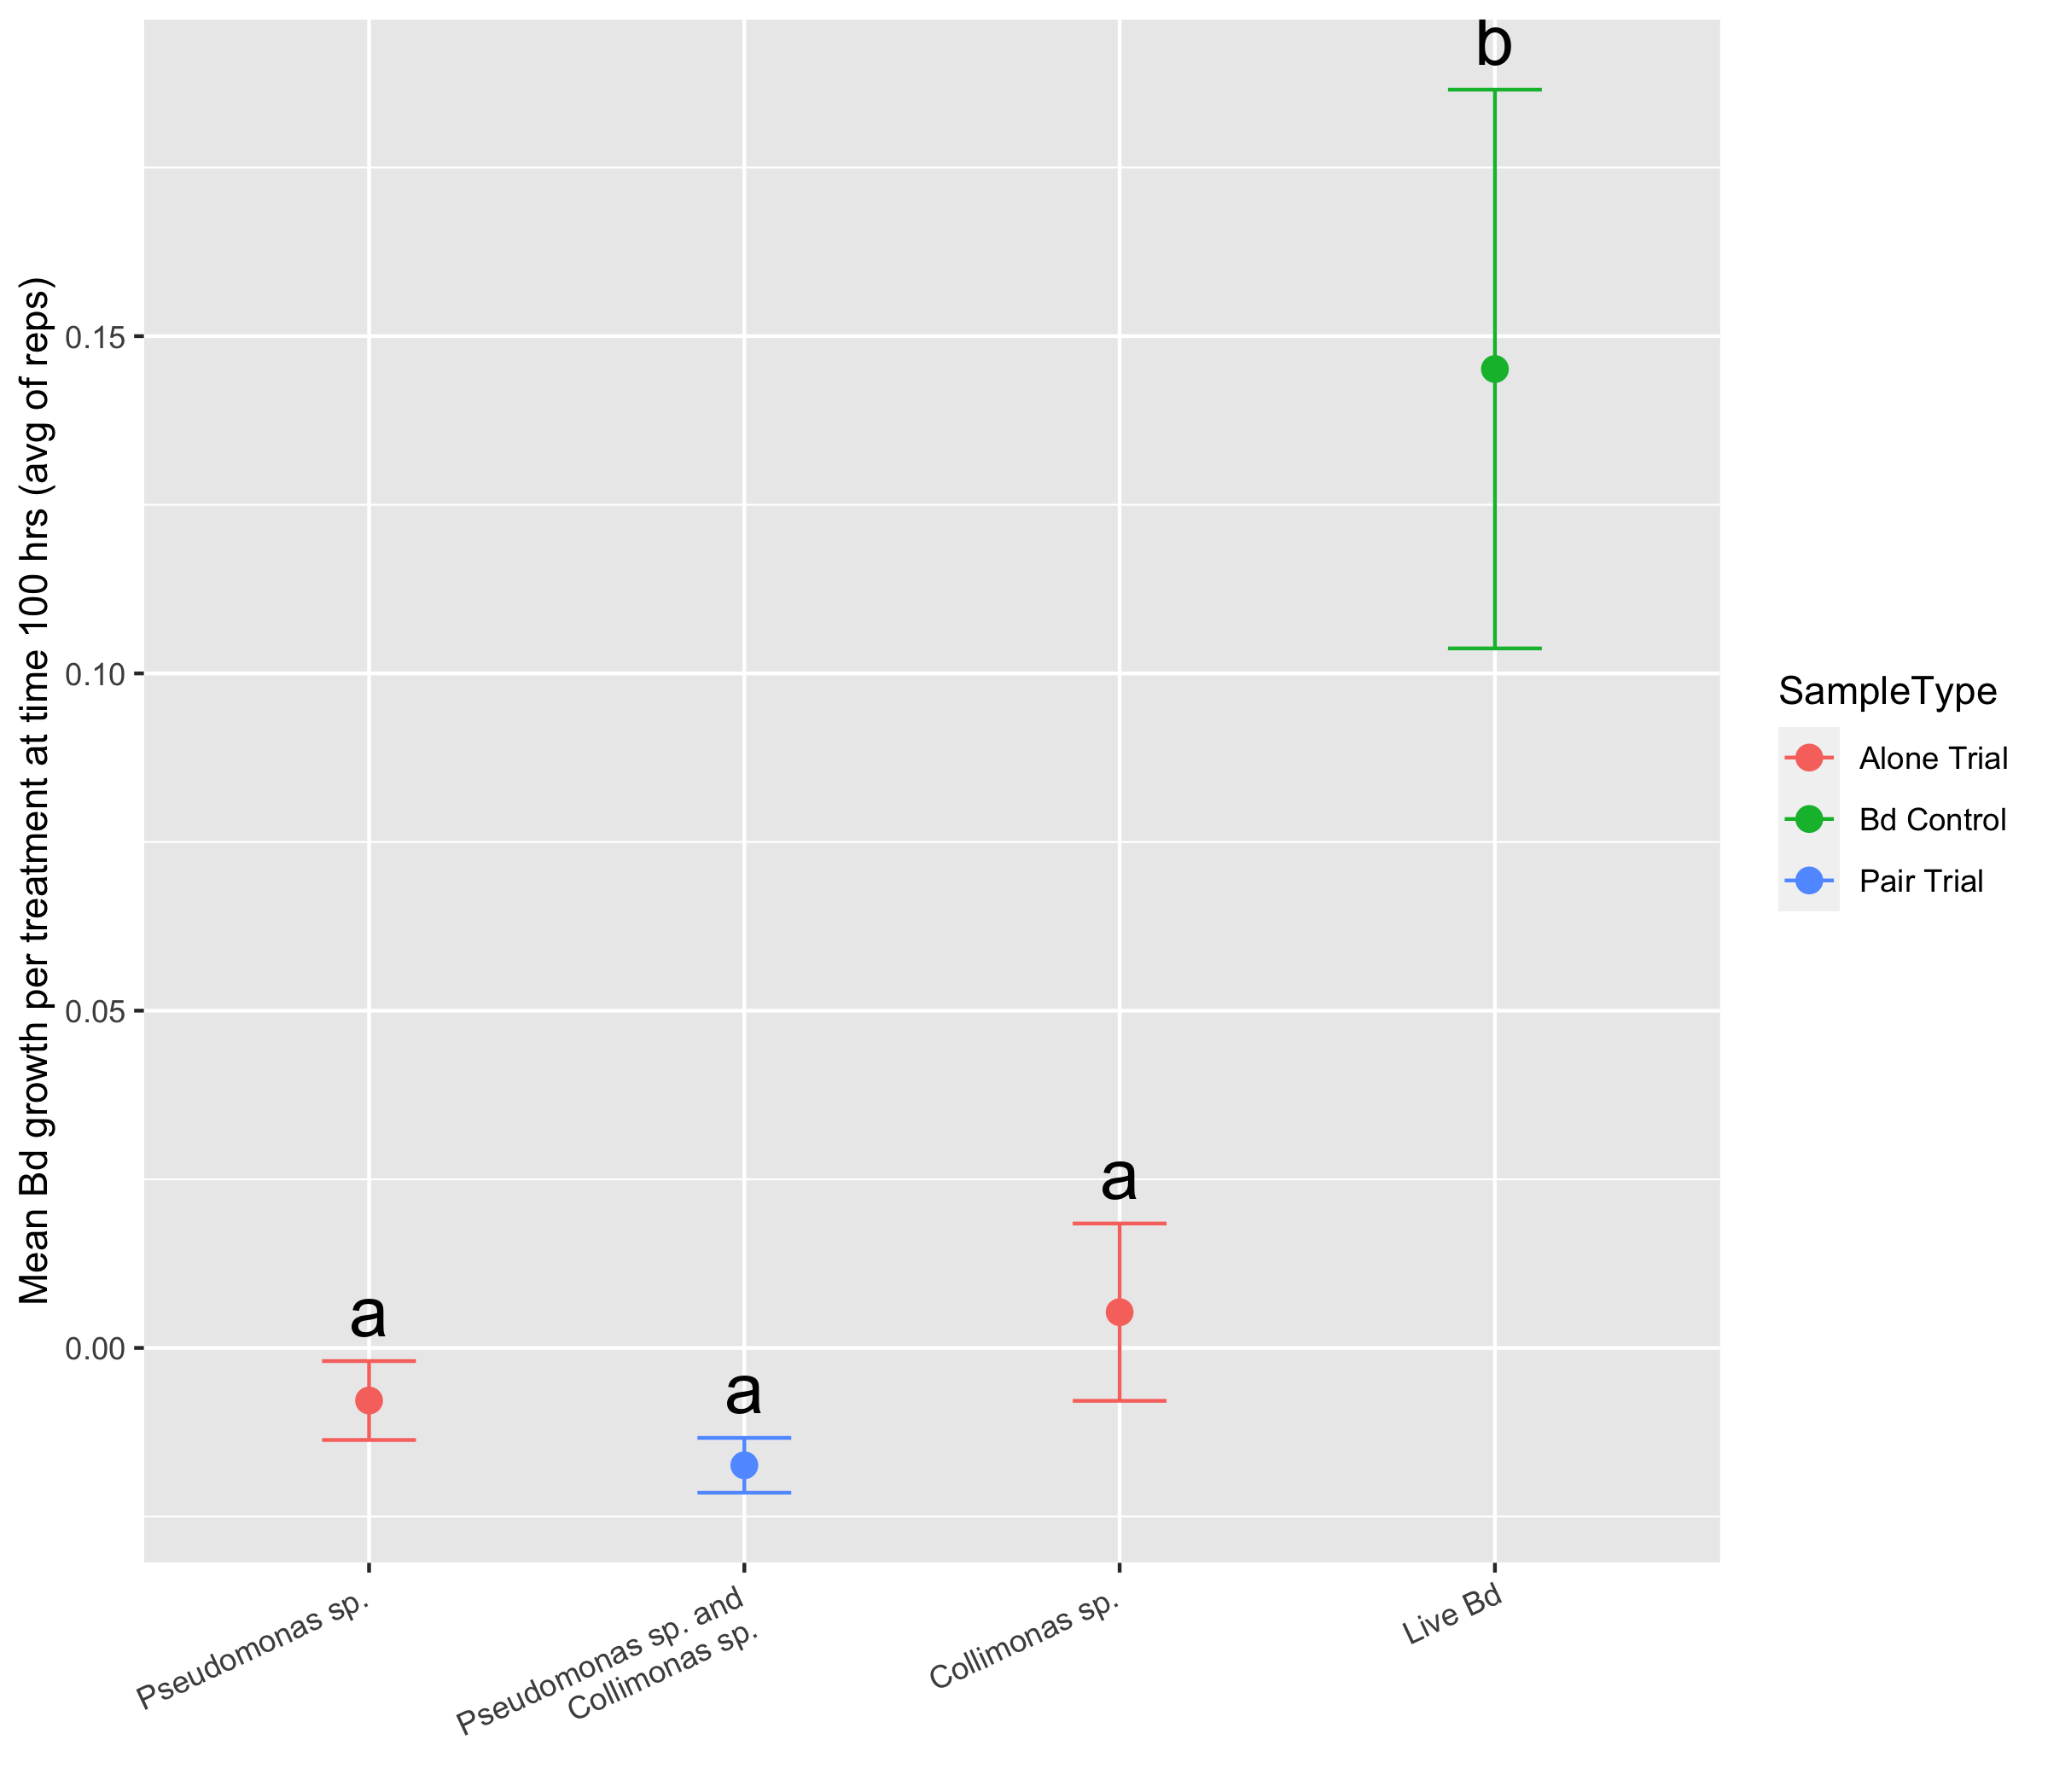 Mean Bd growth per treatment at time 100 hrs (avg of reps)
0.15
0.10
0.05
0.00
a
a
a
b
Pseudomonas sp.
Pseudomonas sp. and
Collimonas sp.
Collimonas sp.
Live Bd
SampleType
Alone Trial
Bd Control
Pair Trial